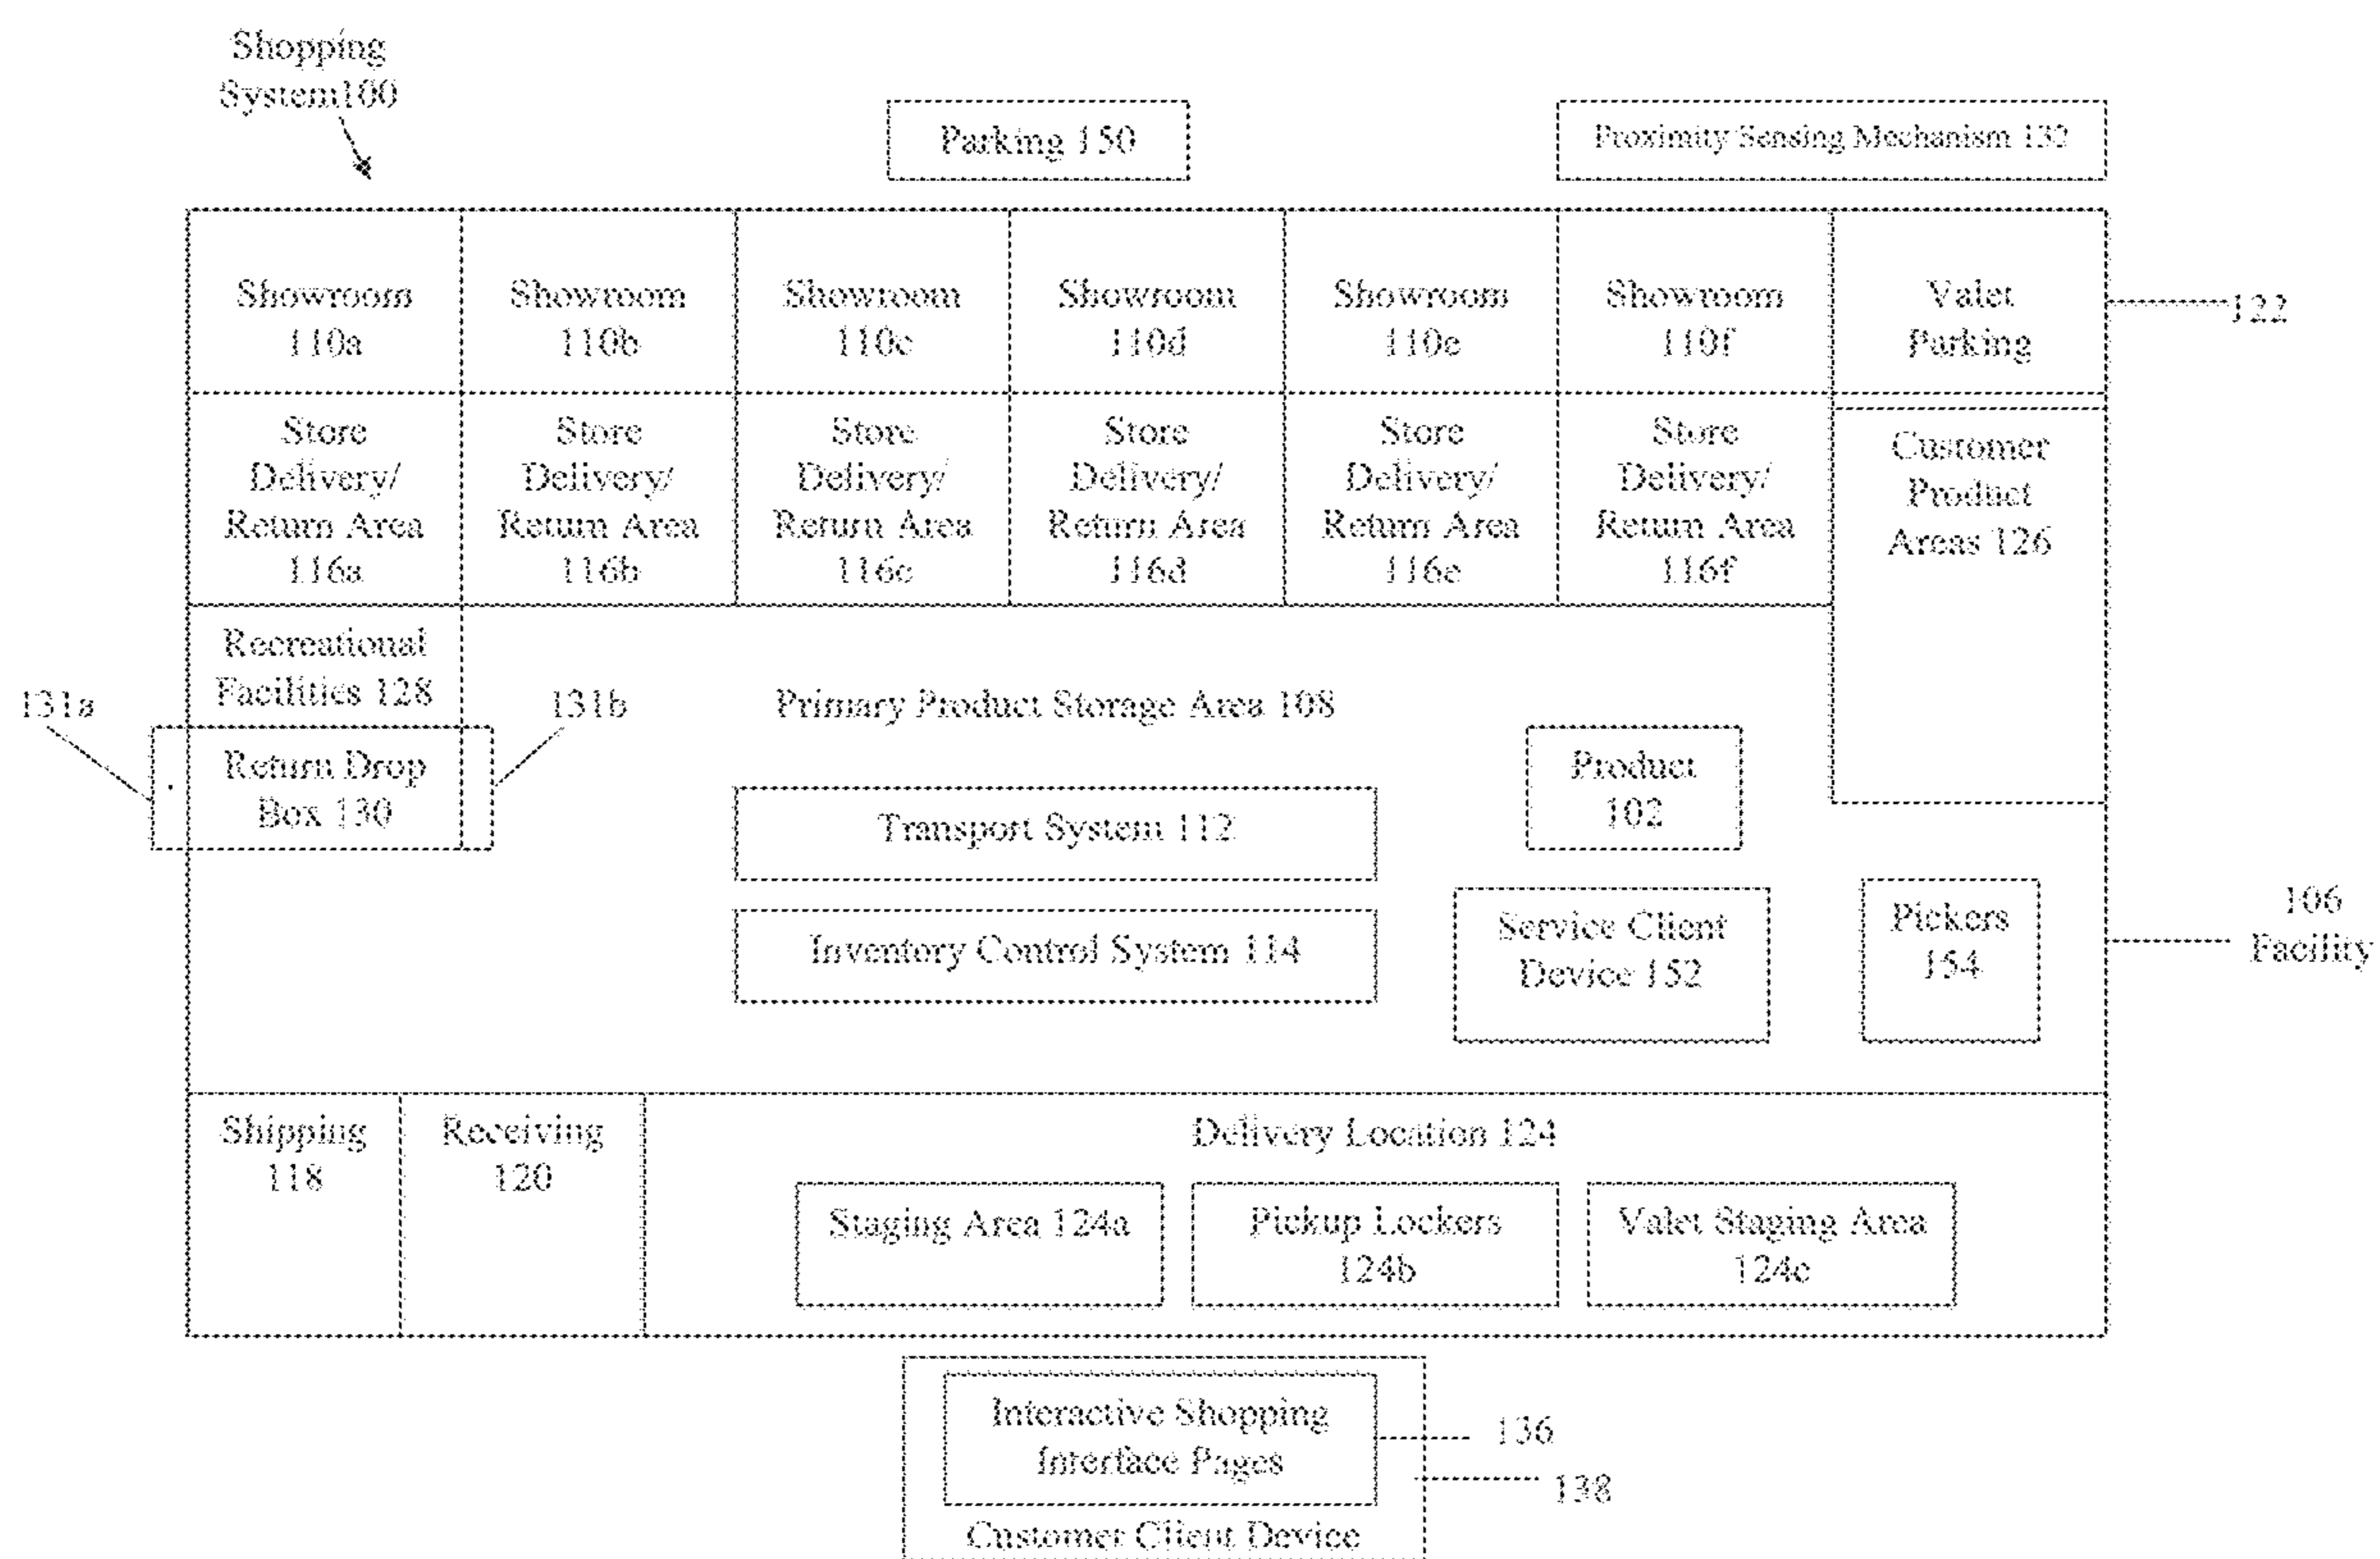 Shopping
System100
Parking 150
Proximity Sensing Mechanism 132
Showroom
110a
Showroom
110b
Showroom
110c
Showroom
110d
Showroom
110e
Showroom
110f
Valet
Parking
122
Store
Delivery/
Return Area
116a
Store
Delivery/
Return Area
116b
Store
Delivery/
Return Area
116c
Store
Delivery/
Return Area
116d
Store
Delivery/
Return Area
116e
Store
Delivery/
Return Area
116f
Customer
Product
Areas 126
Recreational
Facilities 128
131a
131b
Primary Product Storage Area 108
Return Drop
Box 130
Product
102
Transport System 112
Inventory Control System 114
Service Client
Device 152
Pickers
154
106
Facility
Shipping
118
Receiving
120
Delivery Location 124
Staging Area 124a
Pickup Lockers
124b
Valet Staging Area
124c
Interactive Shopping
Interface Pages
136
138
Customer Client Device